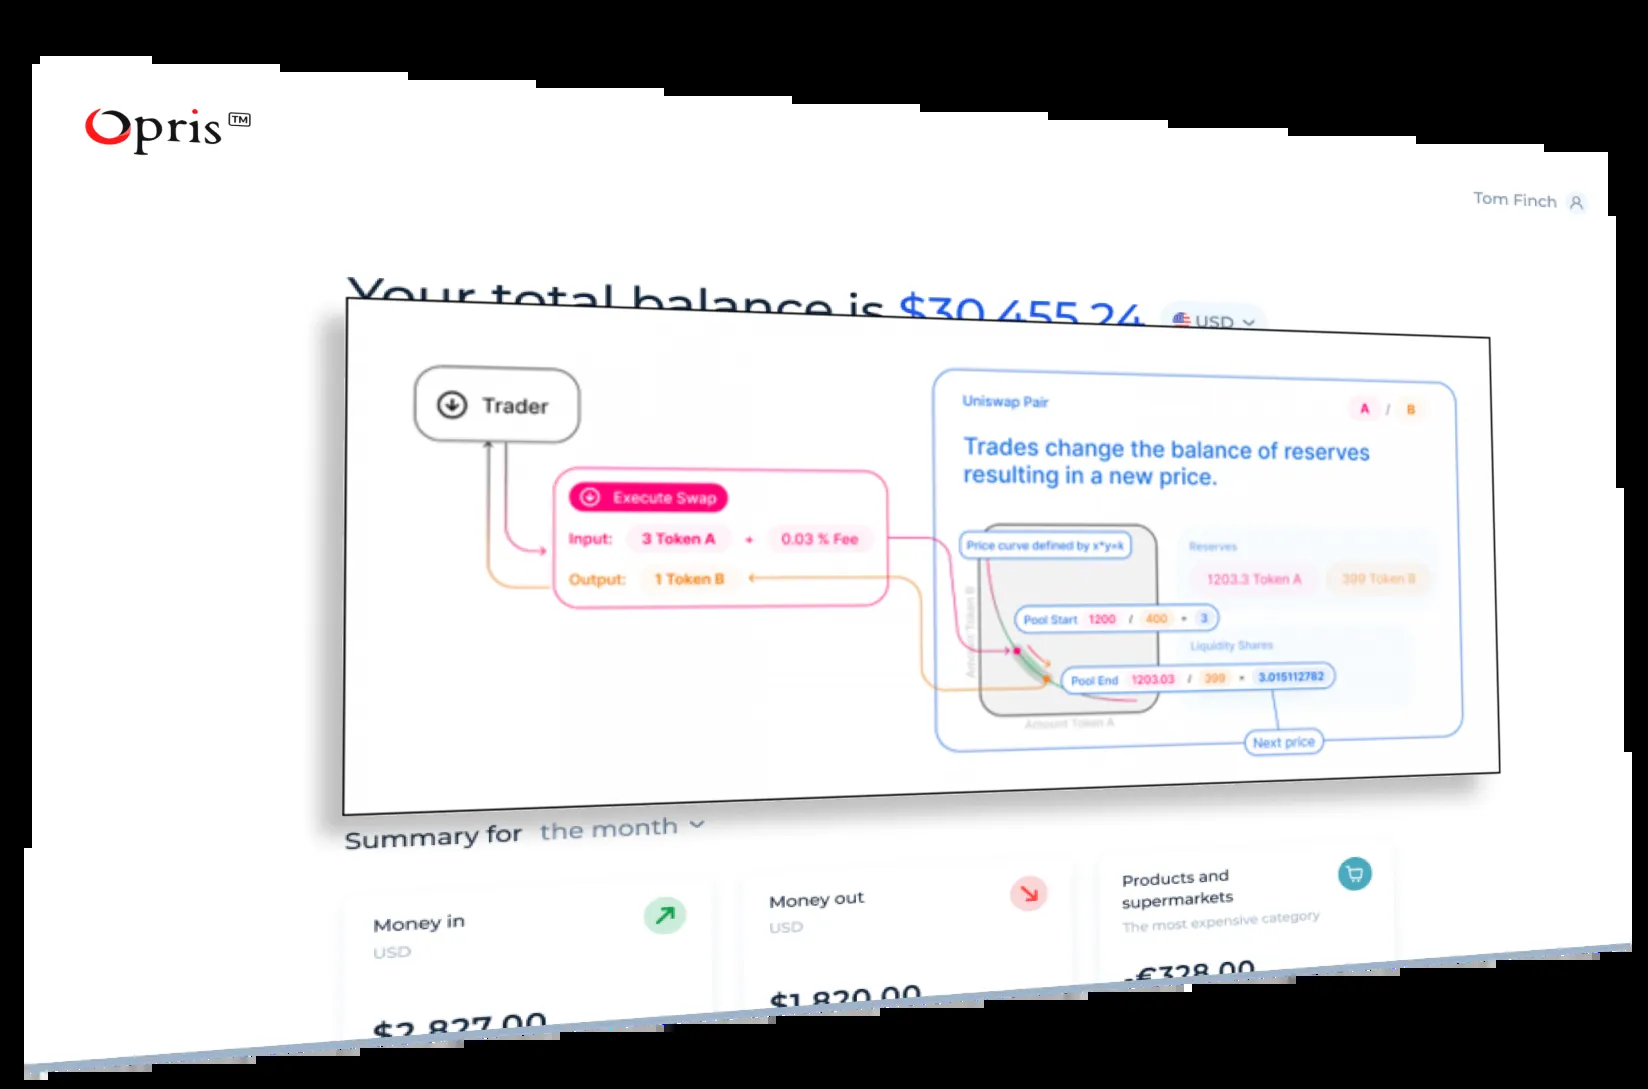 Opris TM
Tom Finch
Your total balance is $30,455.24 USD
Trader
Execute Swap
Input: 3 Token A + 0.03 % Fee
Output: 1 Token B
Uniswap Pair
A / B
Trades change the balance of reserves
resulting in a new price.
Price curve defined by x*y=k
Amount Token B
Amount Token A
Pool Start 1200 / 400 = 3
Pool End 1203.03 / 399 = 3.015112782
Next price
Reserves
1203.3 Token A 399 Token B
Liquidity Shares
Summary for the month
Money in
USD
$2,827.00
Money out
USD
$1,820.00
Products and
supermarkets
The most expensive category
-€328.00